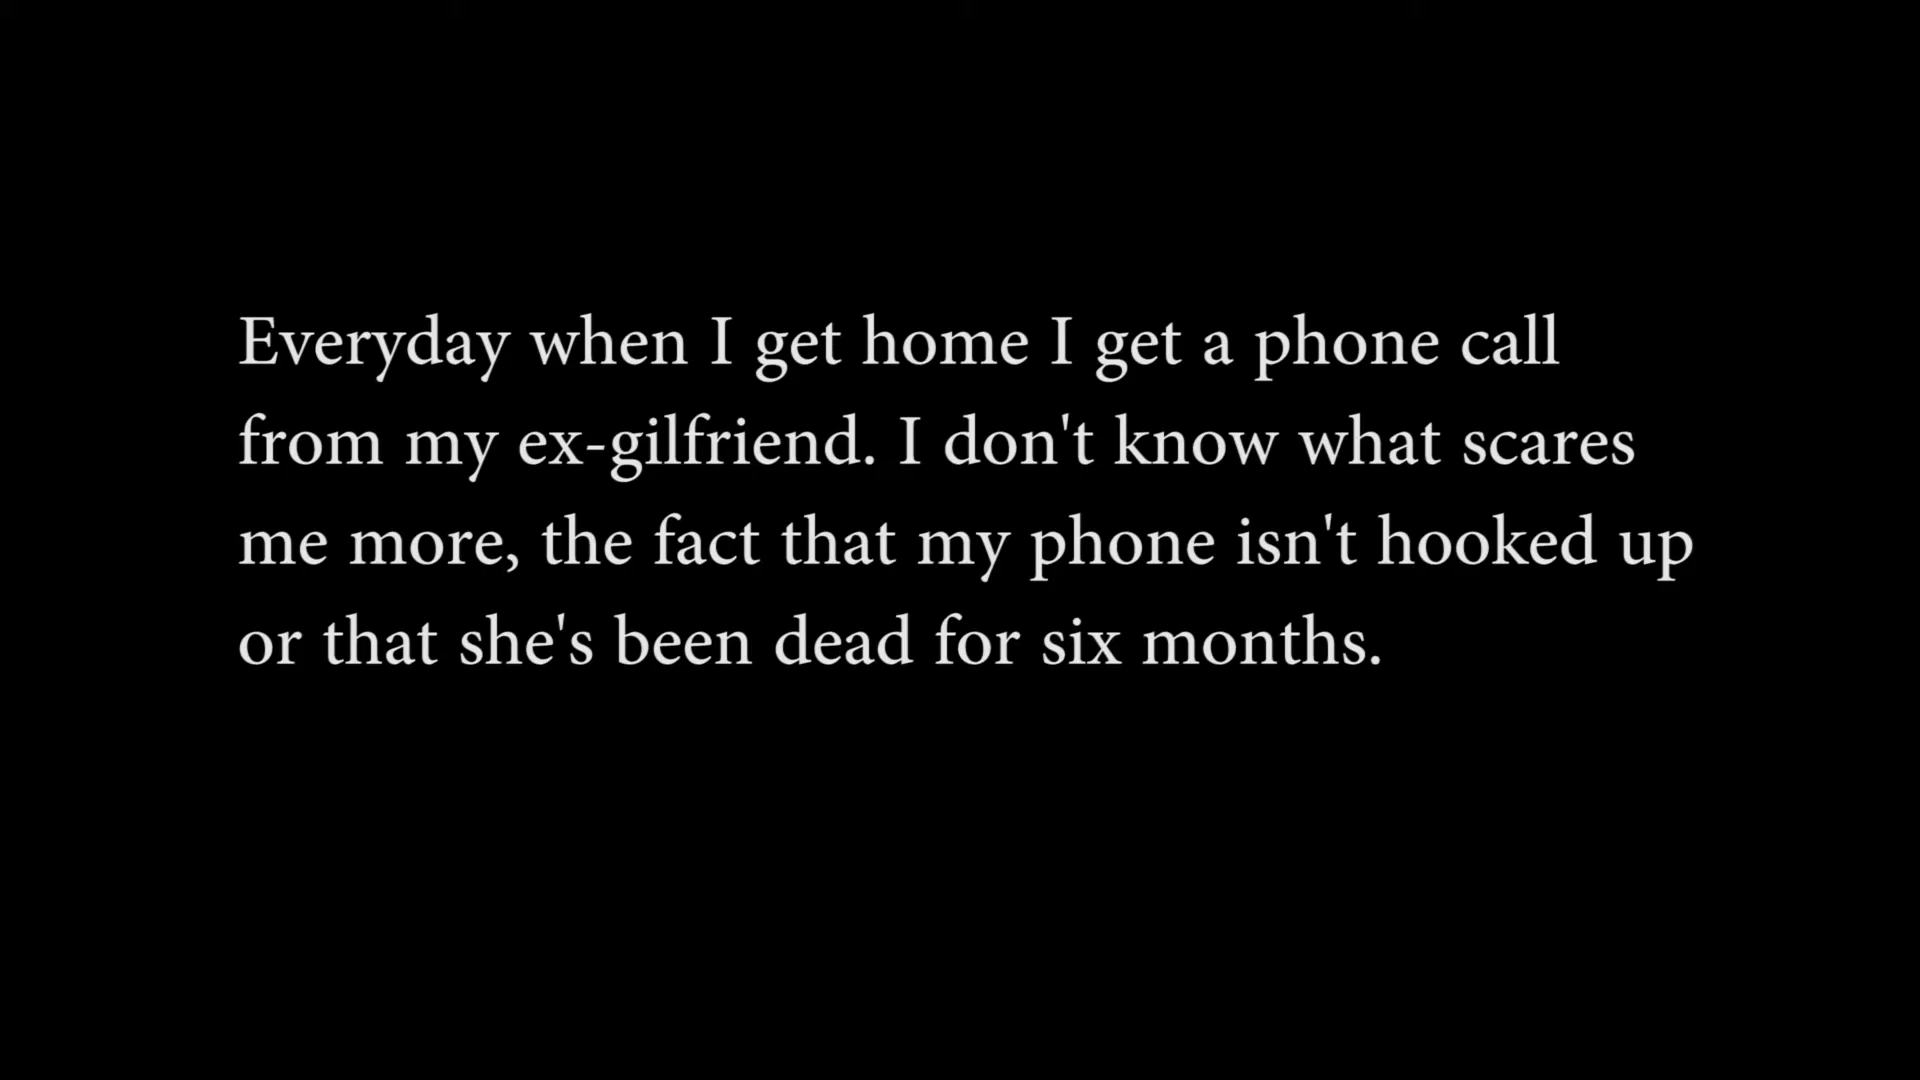 Everyday when I get home I get a phone call
from my ex-gilfriend. I don't know what scares
me more, the fact that my phone isn't hooked up
or that she's been dead for six months.